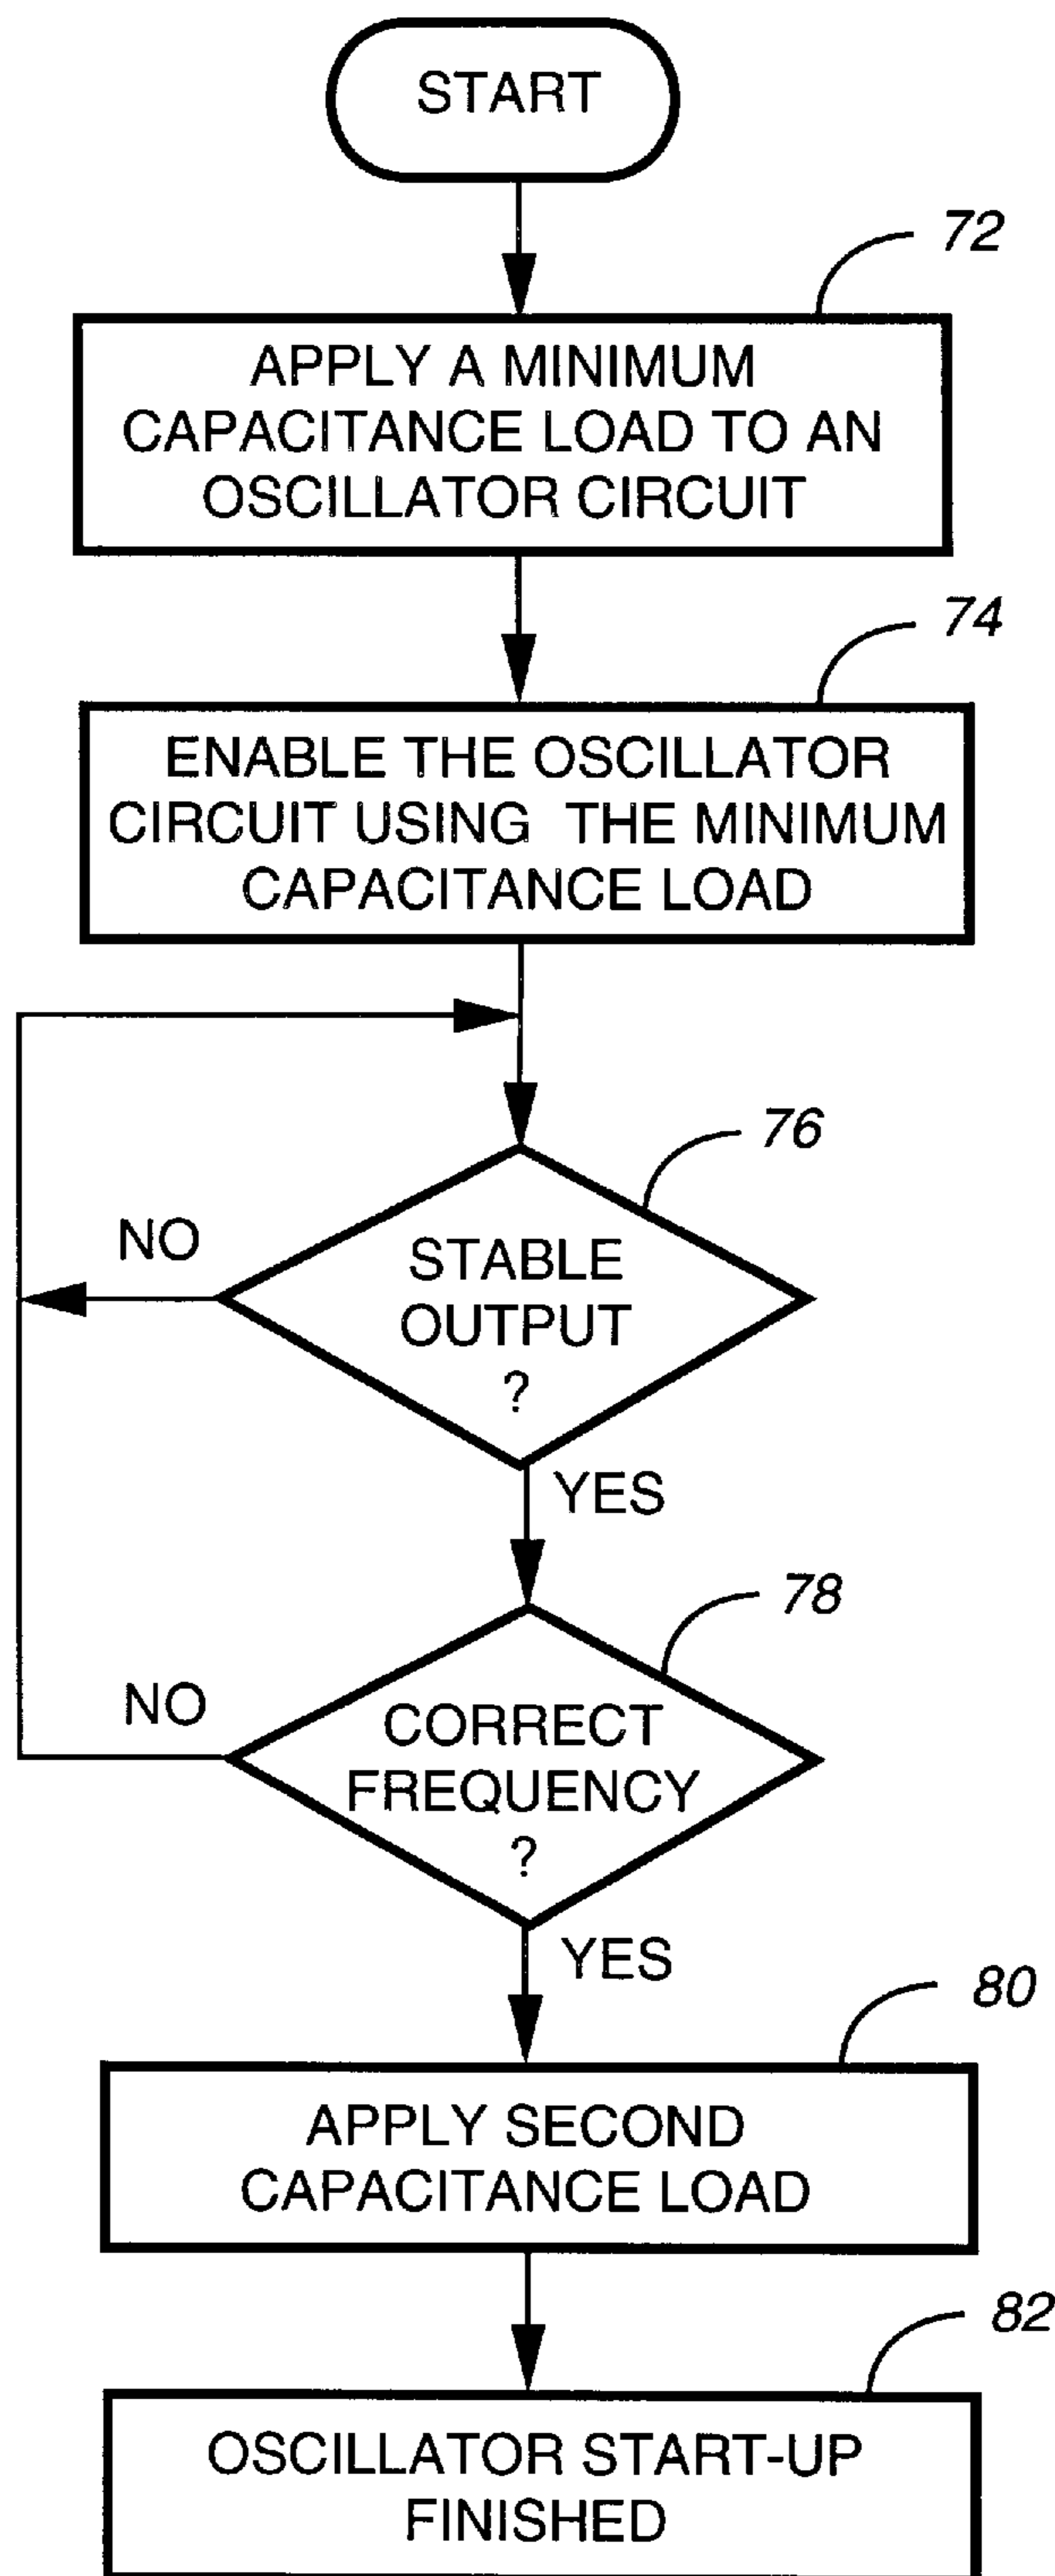 START
72
APPLY A MINIMUM
CAPACITANCE LOAD TO AN
OSCILLATOR CIRCUIT
74
ENABLE THE OSCILLATOR
CIRCUIT USING THE MINIMUM
CAPACITANCE LOAD
76
NO
STABLE
OUTPUT
?
YES
78
NO
CORRECT
FREQUENCY
?
YES
80
APPLY SECOND
CAPACITANCE LOAD
82
OSCILLATOR START-UP
FINISHED